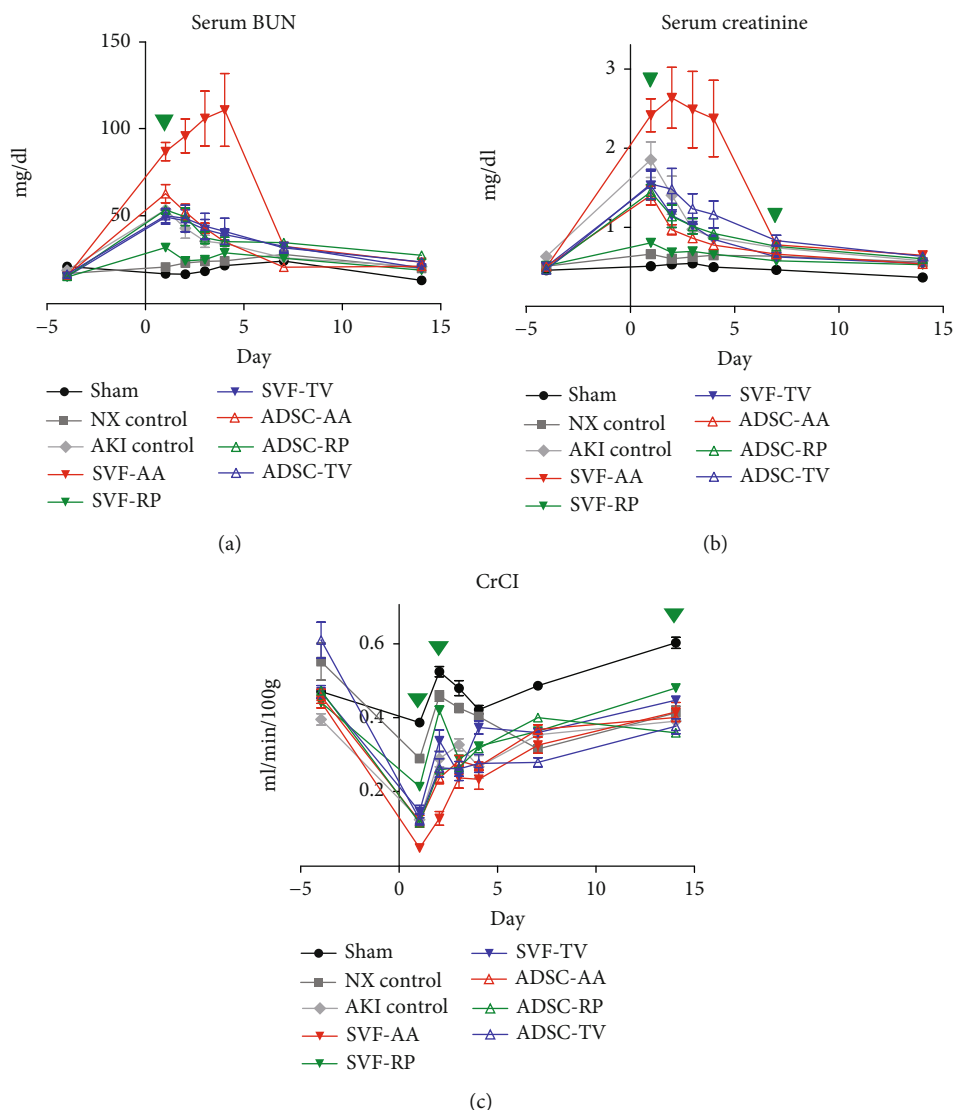 Serum BUN
150
100
50
mg/dl
−5 0 5 10 15
Day
Sham
NX control
AKI control
SVF-AA
SVF-RP
SVF-TV
ADSC-AA
ADSC-RP
ADSC-TV
(a)
Serum creatinine
3
2
1
mg/dl
−5 0 5 10 15
Day
Sham
NX control
AKI control
SVF-AA
SVF-RP
SVF-TV
ADSC-AA
ADSC-RP
ADSC-TV
(b)
CrCI
0.6
0.4
0.2
ml/min/100g
−5 0 5 10 15
Day
Sham
NX control
AKI control
SVF-AA
SVF-RP
SVF-TV
ADSC-AA
ADSC-RP
ADSC-TV
(c)